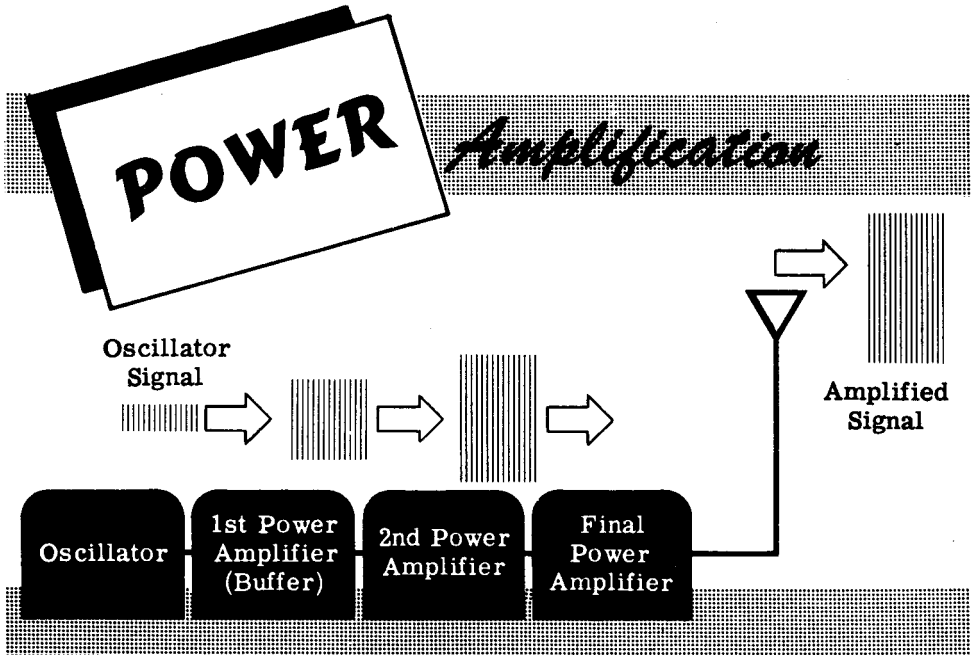 POWER
Amplification
Oscillator
Signal
Amplified
Signal
Oscillator
1st Power
Amplifier
(Buffer)
2nd Power
Amplifier
Final
Power
Amplifier